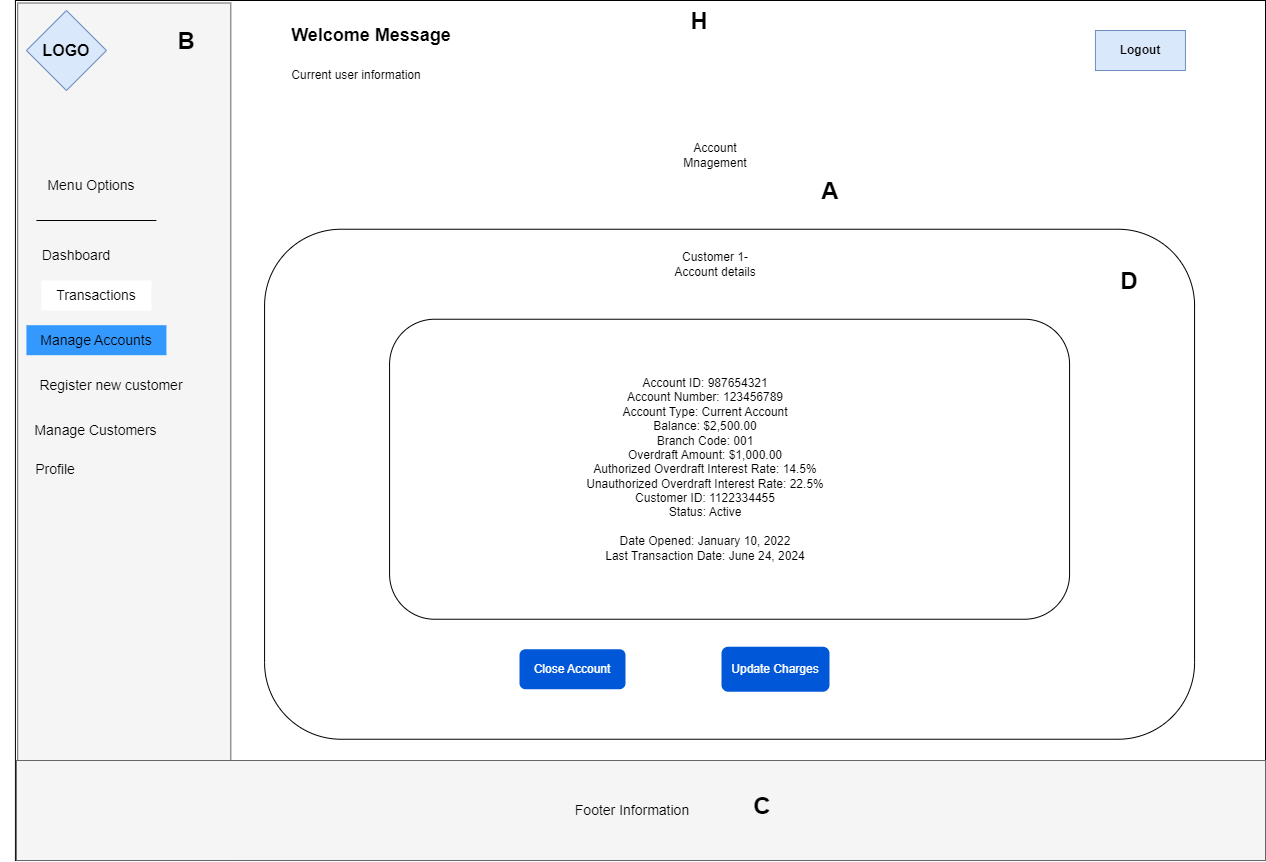 LOGO
B
Welcome Message
H
Logout
Current user information
Account
Mnagement
A
Menu Options
Dashboard
Transactions
Manage Accounts
Register new customer
Manage Customers
Profile
Customer 1-
Account details
D
Account ID: 987654321
Account Number: 123456789
Account Type: Current Account
Balance: $2,500.00
Branch Code: 001
Overdraft Amount: $1,000.00
Authorized Overdraft Interest Rate: 14.5%
Unauthorized Overdraft Interest Rate: 22.5%
Customer ID: 1122334455
Status: Active
Date Opened: January 10, 2022
Last Transaction Date: June 24, 2024
Close Account
Update Charges
Footer Information
C